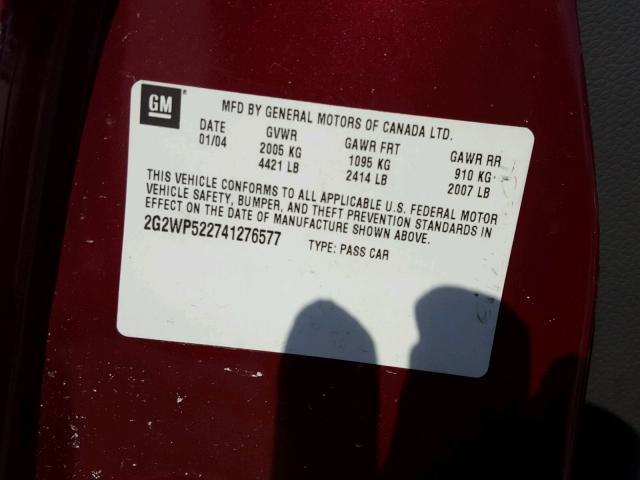 GM MFD BY GENERAL MOTORS OF CANADA LTD.
DATE GVWR GAWR FRT GAWR RR
01/04 2005 KG 1095 KG 910 KG
4421 LB 2414 LB 2007 LB
THIS VEHICLE CONFORMS TO ALL APPLICABLE U.S. FEDERAL MOTOR
VEHICLE SAFETY, BUMPER, AND THEFT PREVENTION STANDARDS IN
EFFECT ON THE DATE OF MANUFACTURE SHOWN ABOVE.
2G2WP522741276577 TYPE: PASS CAR